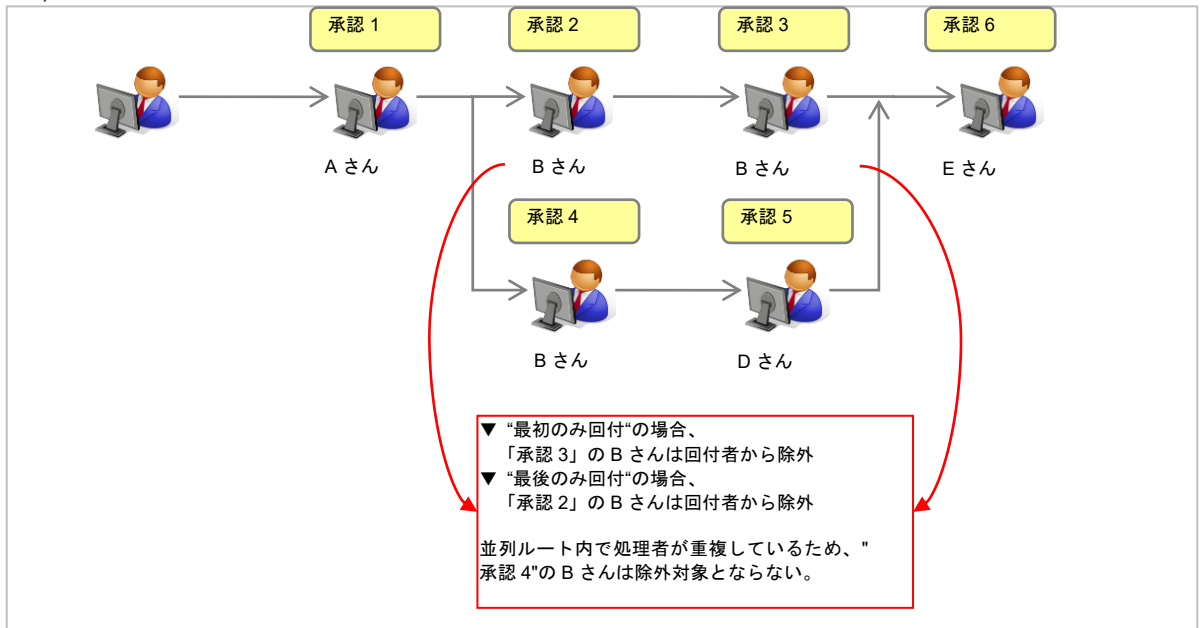 承認 1
承認 2
承認 3
承認 6
A さん
B さん
B さん
E さん
承認 4
承認 5
B さん
D さん
▼ “最初のみ回付“の場合、
「承認 3」の B さんは回付者から除外
▼ “最後のみ回付“の場合、
「承認 2」の B さんは回付者から除外
並列ルート内で処理者が重複しているため、"
承認 4"の B さんは除外対象とならない。